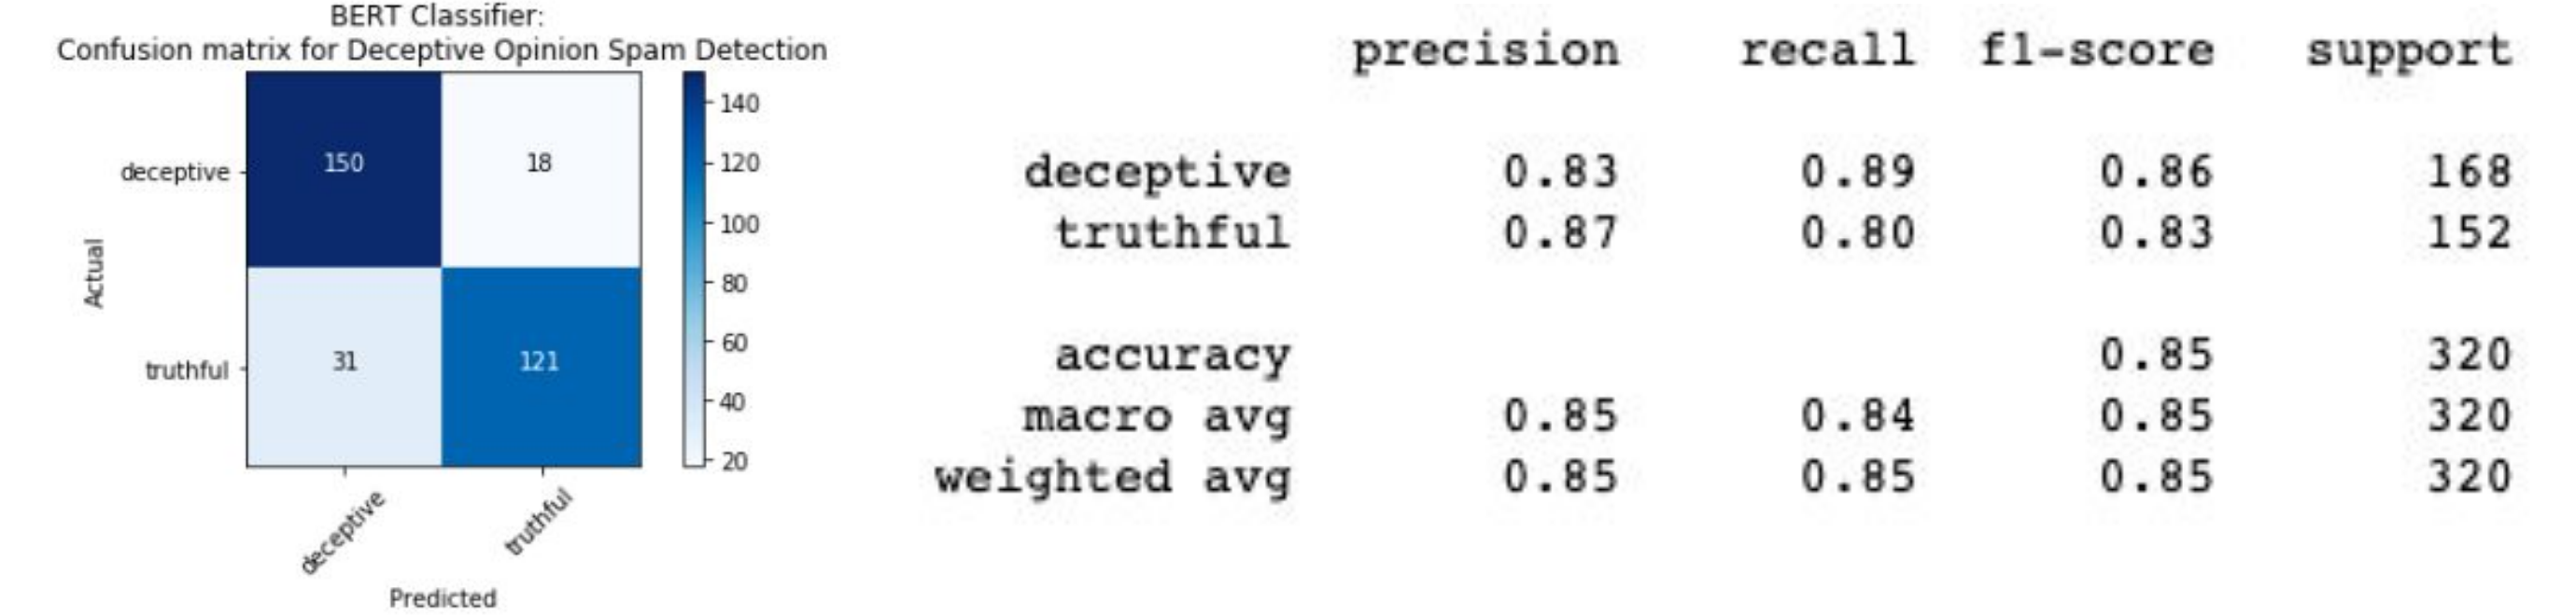 BERT Classifier:
Confusion matrix for Deceptive Opinion Spam Detection
140
120
100
80
60
40
20
Actual
deceptive
150 18
truthful
31 121
deceptive truthful
Predicted
precision recall f1-score support
deceptive 0.83 0.89 0.86 168
truthful 0.87 0.80 0.83 152
accuracy 0.85 320
macro avg 0.85 0.84 0.85 320
weighted avg 0.85 0.85 0.85 320